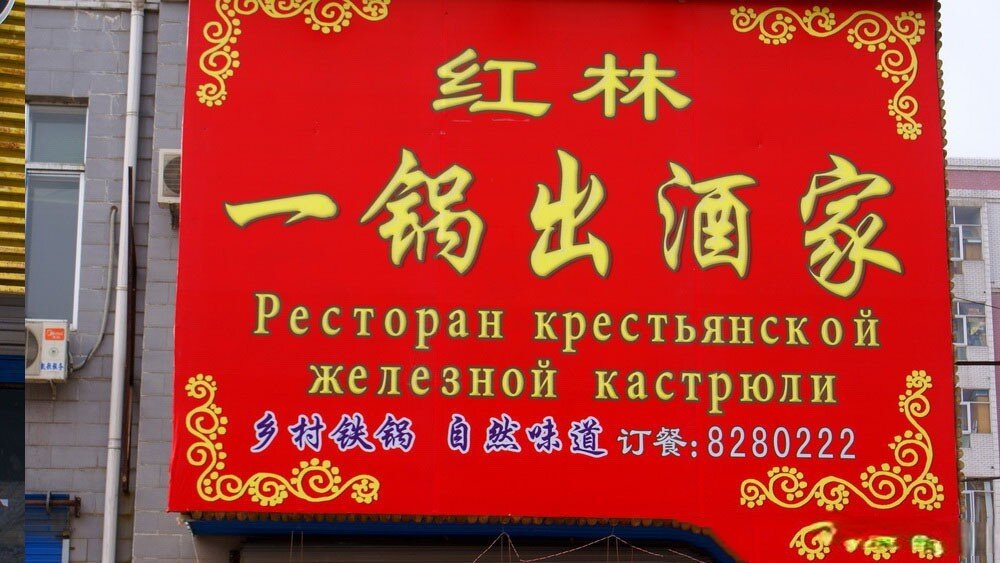 红林
一锅出酒家
Ресторан крестьянской
железной кастрюли
乡村铁锅 自然味道 订餐:8280222